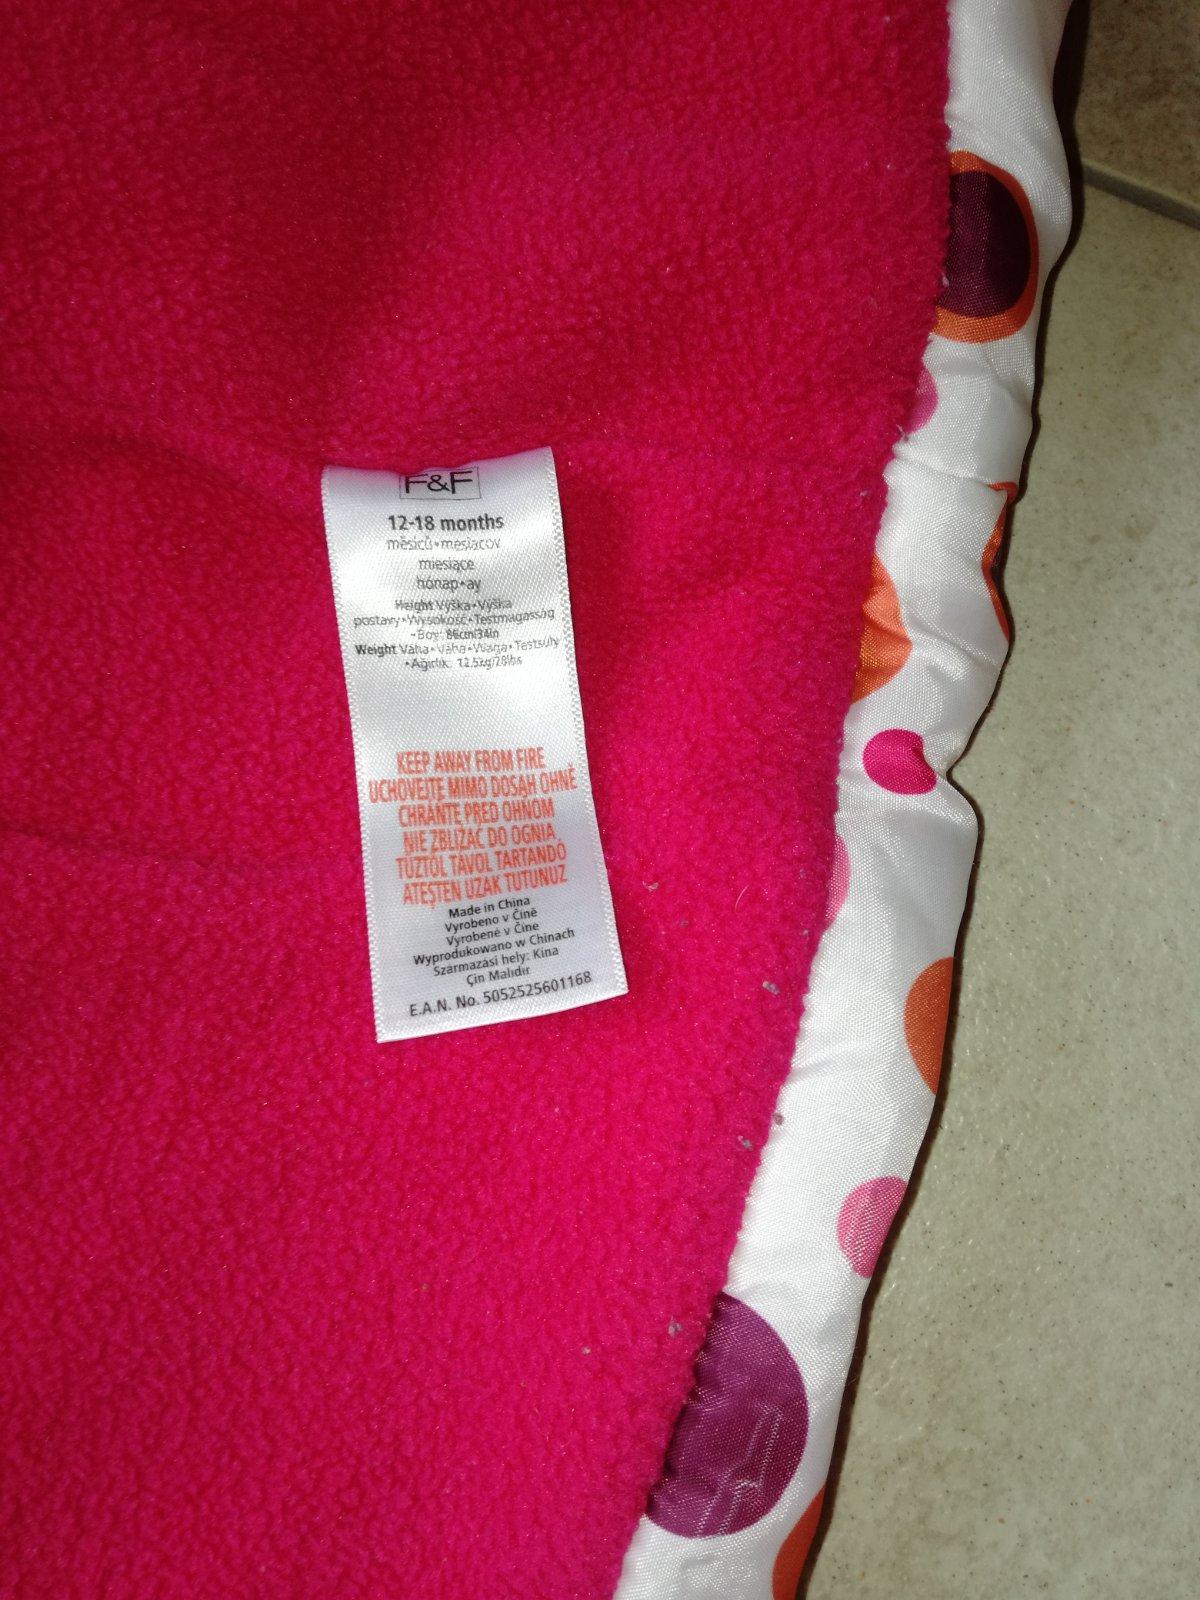 F&F
12-18 months
měsíců•mesiacov
miesiące
hónap•ay
Height Výška•Výška
postavy•Wysokość•Testmagasság
•Boy: 86cm/34in
Weight Váha•Váha•Waga•Testsúly
•Ağırlık: 12.5kg/28lbs
KEEP AWAY FROM FIRE
UCHOVEJTE MIMO DOSAH OHNĚ
CHRÁŇTE PRED OHŇOM
NIE ZBLIŻAĆ DO OGNIA
TŰZTŐL TÁVOL TARTANDÓ
ATEŞTEN UZAK TUTUNUZ
Made in China
Vyrobeno v Číně
Vyrobené v Číne
Wyprodukowano w Chinach
Származási hely: Kína
Çin Malıdır
E.A.N. No. 5052525601168